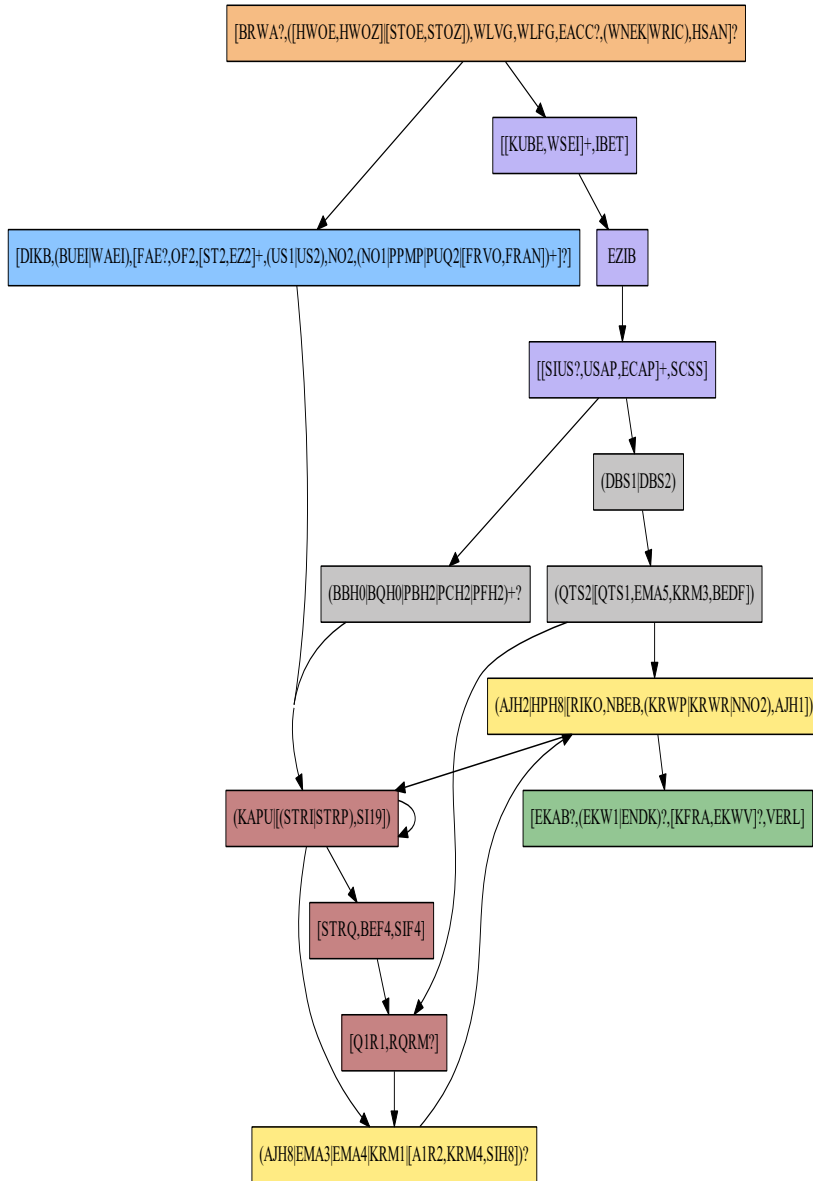 [BRWA?,([HWOE,HWOZ]|[STOE,STOZ]),WLVG,WLFG,EACC?,(WNEK|WRIC),HSAN]?
[[KUBE,WSEI]+,IBET]
[DIKB,(BUEI|WAEI),[FAE?,OF2,[ST2,EZ2]+,(US1|US2),NO2,(NO1|PPMP|PUQ2|[FRVO,FRAN])+]?]
EZIB
[[SIUS?,USAP,ECAP]+,SCSS]
(DBS1|DBS2)
(BBH0|BQH0|PBH2|PCH2|PFH2)+?
(QTS2|[QTS1,EMA5,KRM3,BEDF])
(AJH2|HPH8|[RIKO,NBEB,(KRWP|KRWR|NNO2),AJH1])
(KAPU|[(STRI|STRP),SI19])
[EKAB?,(EKW1|ENDK)?,[KFRA,EKWV]?,VERL]
[STRQ,BEF4,SIF4]
[Q1R1,RQRM?]
(AJH8|EMA3|EMA4|KRM1|[A1R2,KRM4,SIH8])?